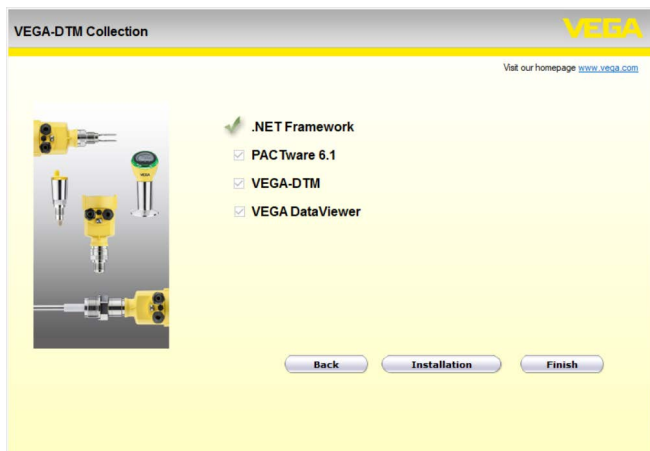 VEGA-DTM Collection
VEGA
Visit our homepage www.vega.com
.NET Framework
PACTware 6.1
VEGA-DTM
VEGA DataViewer
Back Installation Finish